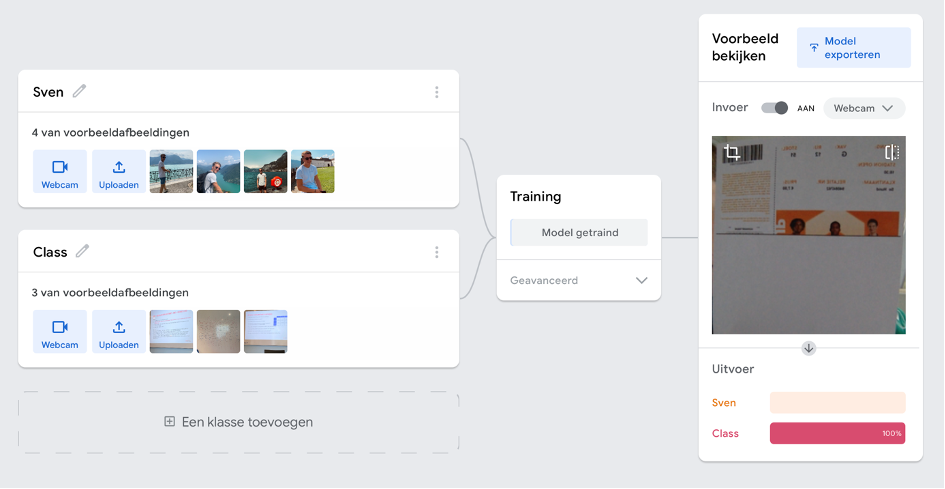 Sven
4 van voorbeeldafbeeldingen
Webcam
Uploaden
Class
3 van voorbeeldafbeeldingen
Webcam
Uploaden
Een klasse toevoegen
Training
Model getraind
Geavanceerd
Voorbeeld
bekijken
Model
exporteren
Invoer
AAN
Webcam
Uitvoer
Sven
Class
100%